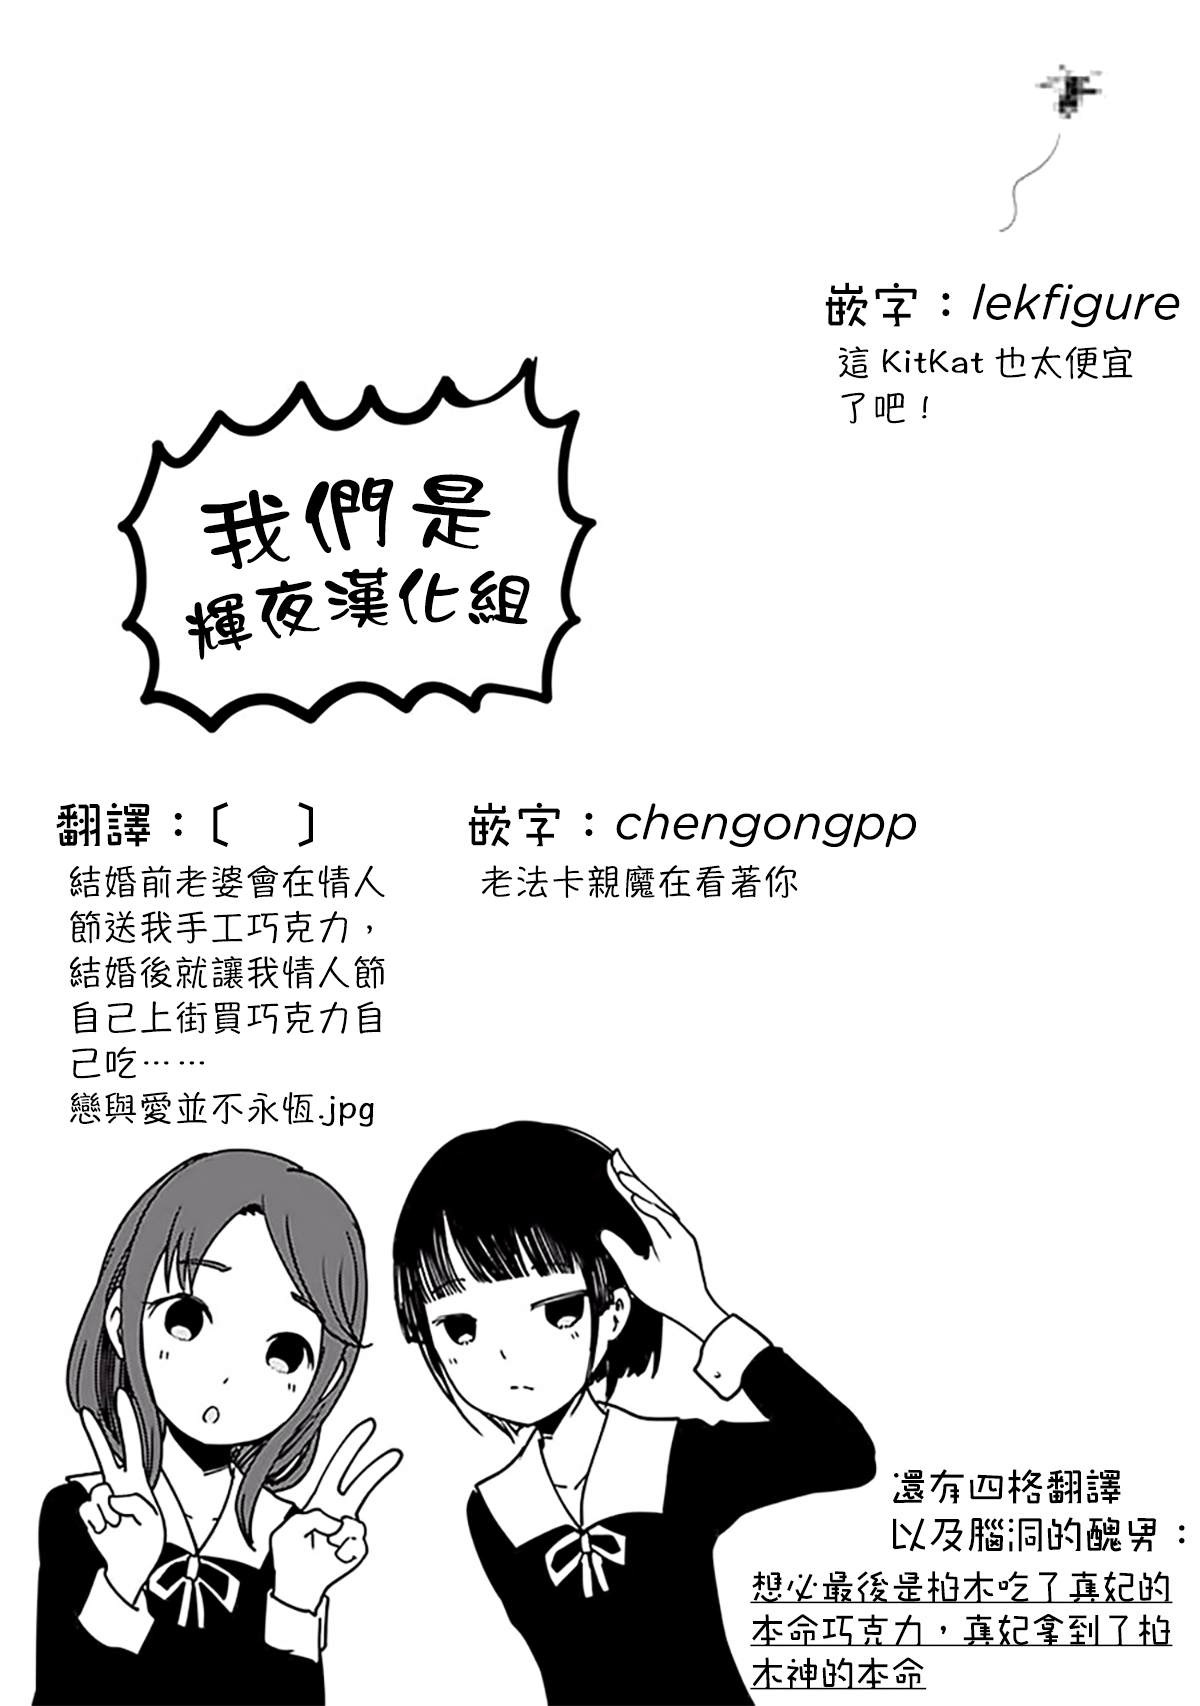 嵌字：lekfigure
這 KitKat 也太便宜
了吧！
我們是
輝夜漢化組
翻譯：〔　〕
結婚前老婆會在情人
節送我手工巧克力，
結婚後就讓我情人節
自己上街買巧克力自
己吃……
戀與愛並不永恆.jpg
嵌字：chengongpp
老法卡親魔在看著你
還有四格翻譯
以及腦洞的醜男：
想必最後是柏木吃了真妃的
本命巧克力，真妃拿到了柏
木神的本命